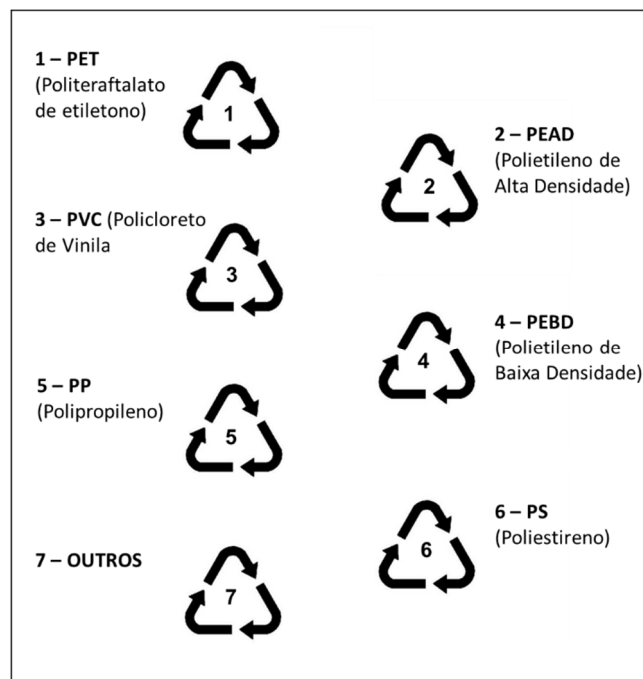 1 – PET
(Politeraftalato
de etiletono)
1
2 – PEAD
(Polietileno de
Alta Densidade)
2
3 – PVC (Policloreto
de Vinila
3
4 – PEBD
(Polietileno de
Baixa Densidade)
4
5 – PP
(Polipropileno)
5
6 – PS
(Poliestireno)
6
7 – OUTROS
7